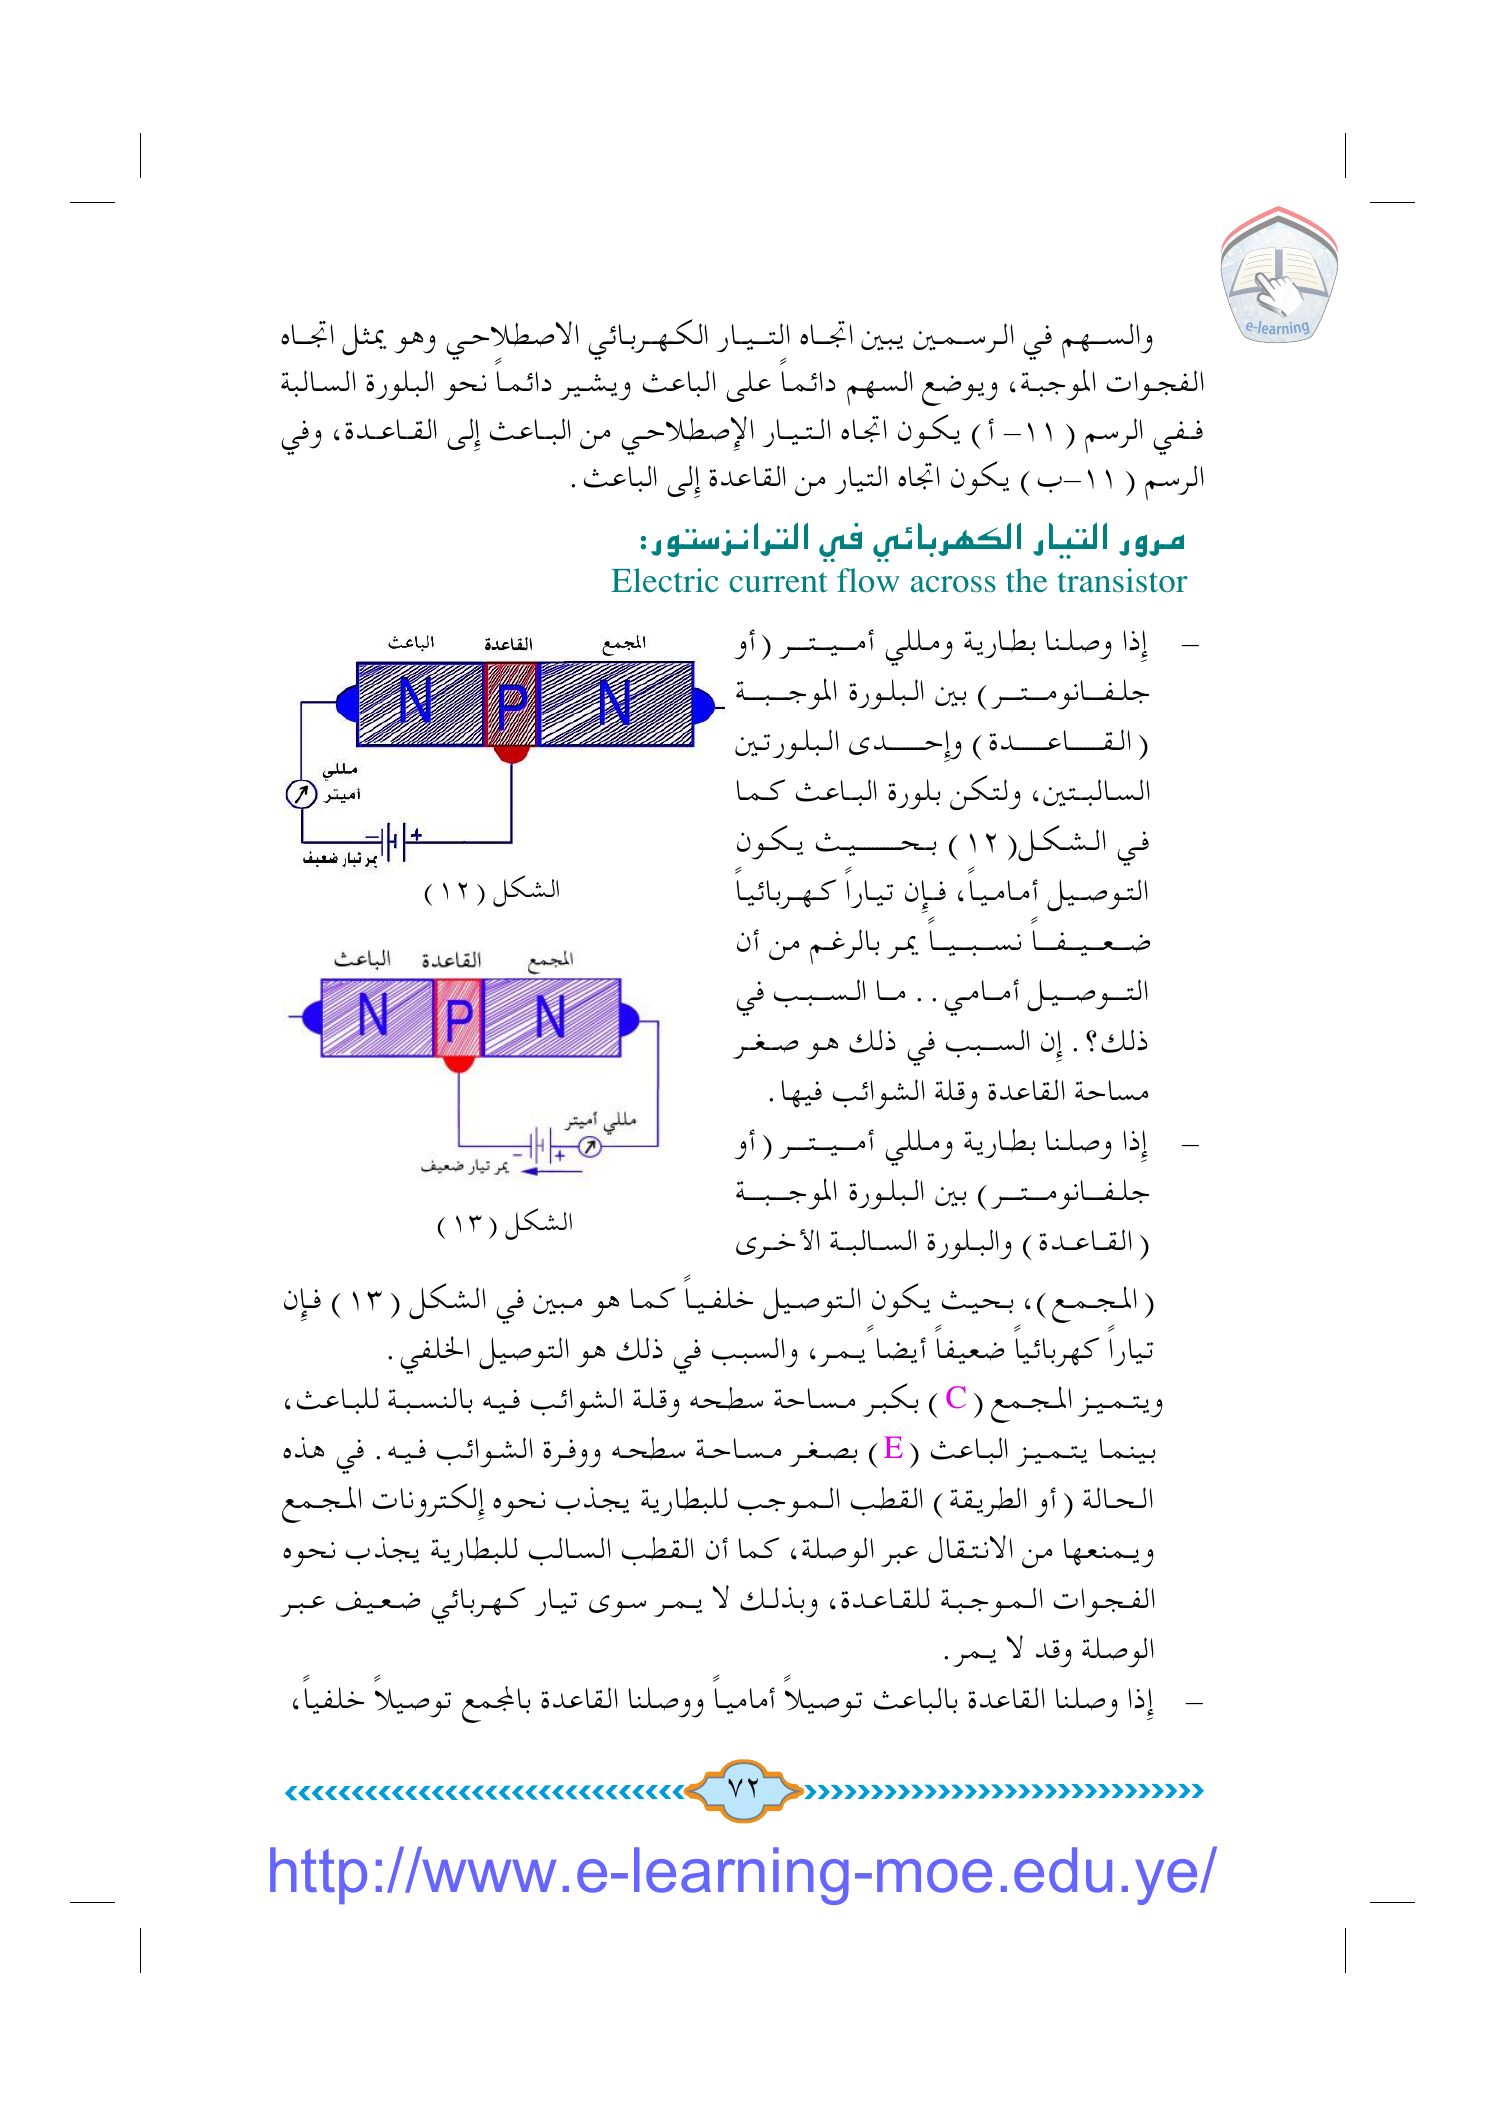 e-learning
والسهم في الرسمين يبين اتجاه التيار الكهربائي الاصطلاحي وهو يمثل اتجاه
الفجوات الموجبة، ويوضع السهم دائماً على الباعث ويشير دائماً نحو البلورة السالبة
ففي الرسم (١١– أ) يكون اتجاه التيار الإصطلاحي من الباعث إلى القاعدة، وفي
الرسم (١١–ب) يكون اتجاه التيار من القاعدة إلى الباعث.
مرور التيار الكهربائي في الترانزستور:
Electric current flow across the transistor
– إذا وصلنا بطارية ومللي أميتر (أو
جلفانومتر) بين البلورة الموجبة
(القاعدة) وإحدى البلورتين
السالبتين، ولتكن بلورة الباعث كما
في الشكل(١٢) بحيث يكون
التوصيل أمامياً، فإن تياراً كهربائياً
ضعيفاً نسبياً يمر بالرغم من أن
التوصيل أمامي.. ما السبب في
ذلك؟. إن السبب في ذلك هو صغر
مساحة القاعدة وقلة الشوائب فيها.
– إذا وصلنا بطارية ومللي أميتر (أو
جلفانومتر) بين البلورة الموجبة
(القاعدة) والبلورة السالبة الأخرى
المجمع القاعدة الباعث
N P N
مللي
أميتر
– +
يمر تيار ضعيف
الشكل (١٢)
المجمع القاعدة الباعث
N P N
مللي أميتر
– +
يمر تيار ضعيف
الشكل (١٣)
(المجمع)، بحيث يكون التوصيل خلفياً كما هو مبين في الشكل (١٣) فإن
تياراً كهربائياً ضعيفاً أيضاً يمر، والسبب في ذلك هو التوصيل الخلفي.
ويتميز المجمع (C) بكبر مساحة سطحه وقلة الشوائب فيه بالنسبة للباعث،
بينما يتميز الباعث (E) بصغر مساحة سطحه ووفرة الشوائب فيه. في هذه
الحالة (أو الطريقة) القطب الموجب للبطارية يجذب نحوه إلكترونات المجمع
ويمنعها من الانتقال عبر الوصلة، كما أن القطب السالب للبطارية يجذب نحوه
الفجوات الموجبة للقاعدة، وبذلك لا يمر سوى تيار كهربائي ضعيف عبر
الوصلة وقد لا يمر.
– إذا وصلنا القاعدة بالباعث توصيلاً أمامياً ووصلنا القاعدة بالمجمع توصيلاً خلفياً،
٧٢
http://www.e-learning-moe.edu.ye/